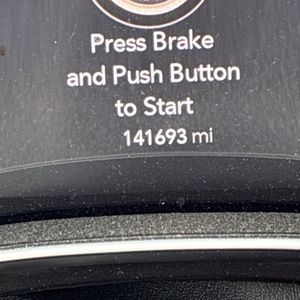 Press Brake
and Push Button
to Start
141693 mi